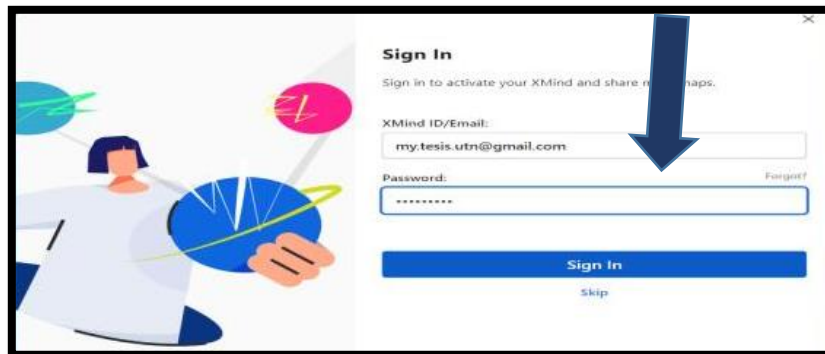 Sign In
Sign in to activate your XMind and share maps.
XMind ID/Email:
my.tesis.utn@gmail.com
Password:
Forgot?
•••••••••
Sign In
Skip